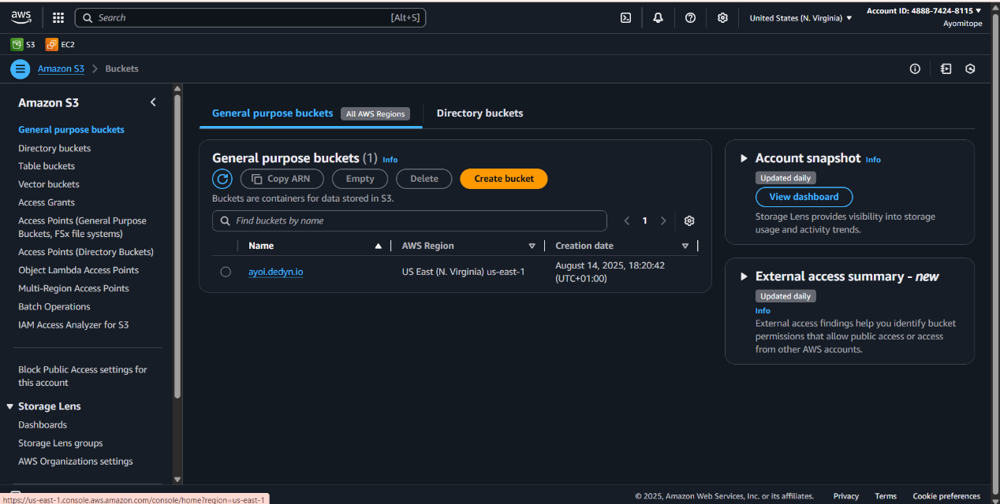 aws
Search
[Alt+S]
United States (N. Virginia) ▼
Account ID: 4888-7424-8115 ▼
Ayomitope
S3
EC2
Amazon S3
Buckets
Amazon S3
General purpose buckets
Directory buckets
Table buckets
Vector buckets
Access Grants
Access Points (General Purpose
Buckets, FSx file systems)
Access Points (Directory Buckets)
Object Lambda Access Points
Multi-Region Access Points
Batch Operations
IAM Access Analyzer for S3
Block Public Access settings for
this account
Storage Lens
Dashboards
Storage Lens groups
AWS Organizations settings
General purpose buckets
All AWS Regions
Directory buckets
General purpose buckets (1) Info
Copy ARN
Empty
Delete
Create bucket
Buckets are containers for data stored in S3.
Find buckets by name
1
Name
AWS Region
Creation date
ayoi.dedyn.io
US East (N. Virginia) us-east-1
August 14, 2025, 18:20:42
(UTC+01:00)
Account snapshot Info
Updated daily
View dashboard
Storage Lens provides visibility into storage
usage and activity trends.
External access summary - new
Updated daily
Info
External access findings help you identify bucket
permissions that allow public access or access
from other AWS accounts.
https://us-east-1.console.aws.amazon.com/console/home?region=us-east-1
© 2025, Amazon Web Services, Inc. or its affiliates.
Privacy
Terms
Cookie preferences